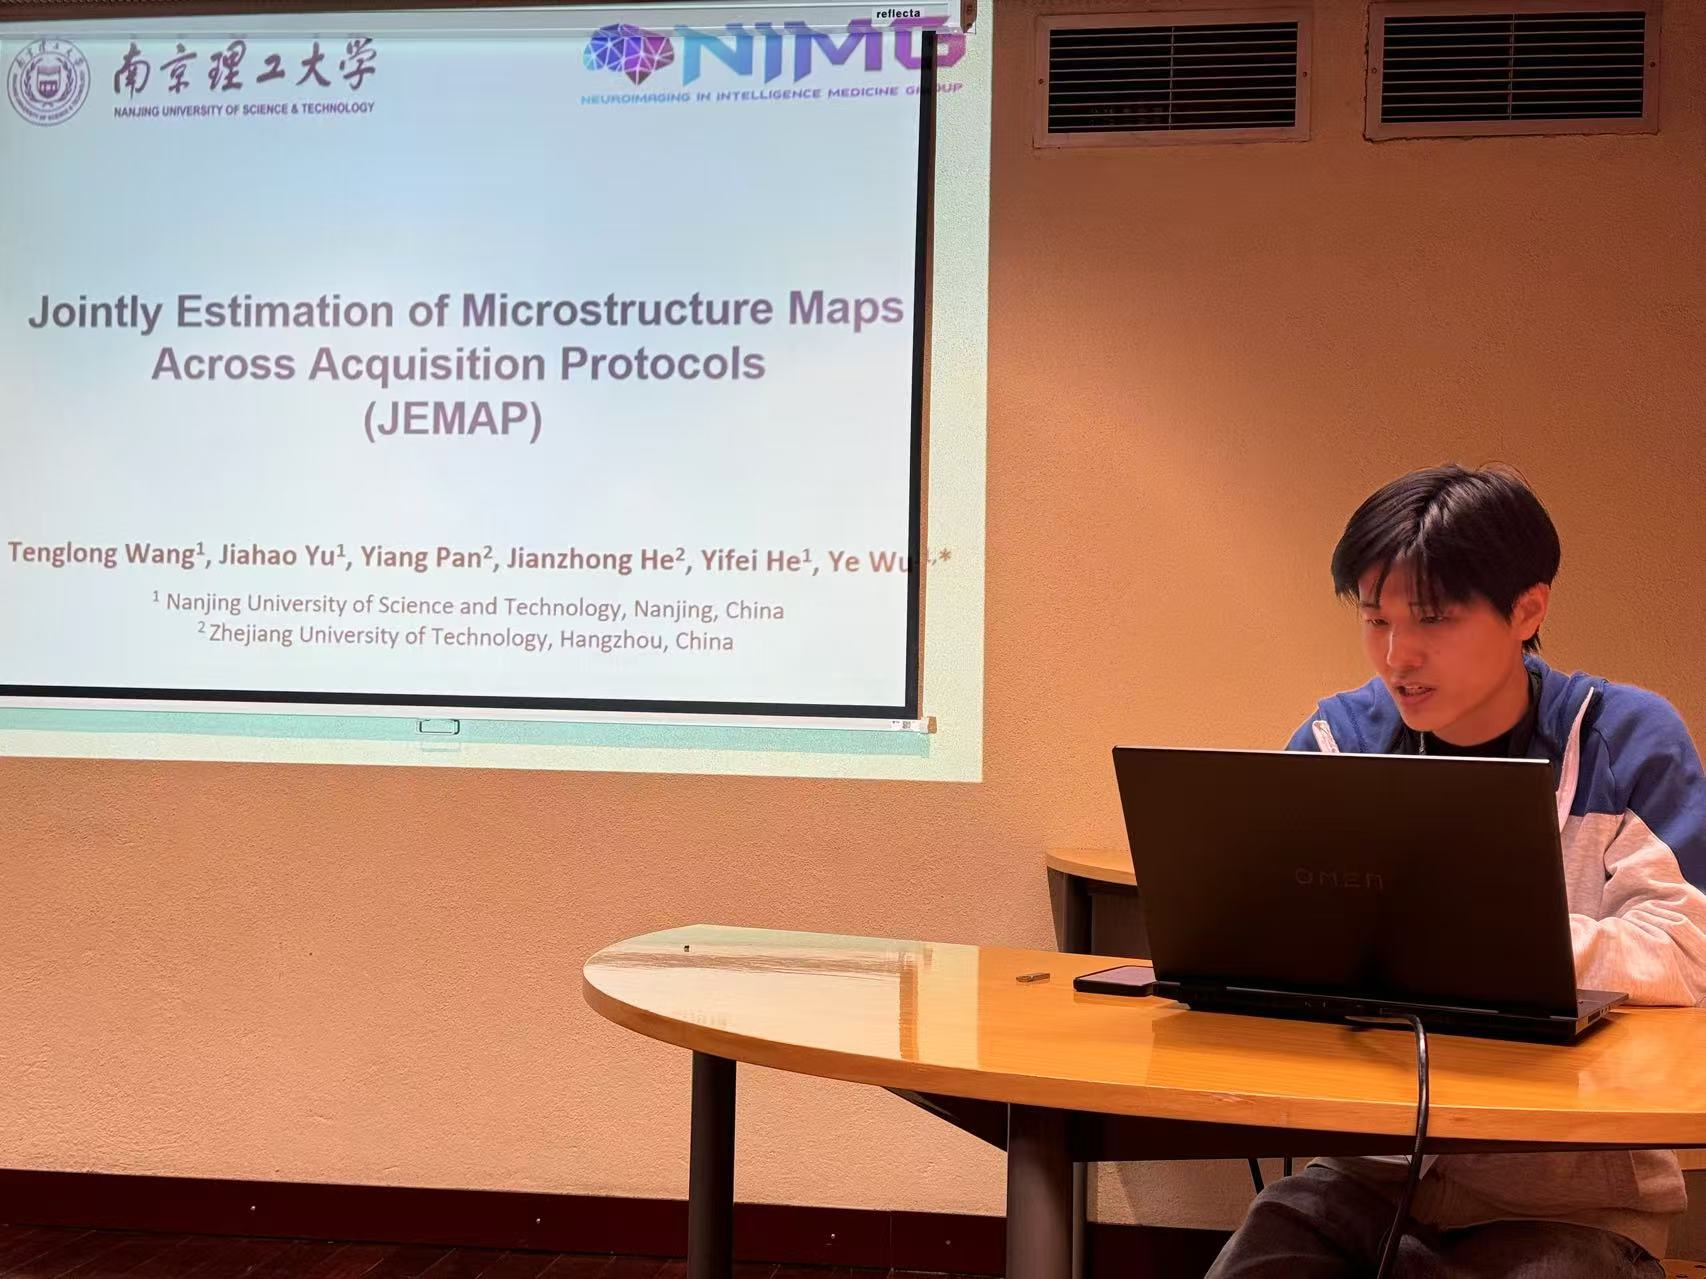 reflecta
南京理工大学
NANJING UNIVERSITY OF SCIENCE & TECHNOLOGY
NIMG
NEUROIMAGING IN INTELLIGENCE MEDICINE GROUP
Jointly Estimation of Microstructure Maps
Across Acquisition Protocols
(JEMAP)
Tenglong Wang¹, Jiahao Yu¹, Yiang Pan², Jianzhong He², Yifei He¹, Ye Wu¹,*
¹ Nanjing University of Science and Technology, Nanjing, China
² Zhejiang University of Technology, Hangzhou, China
OMEN